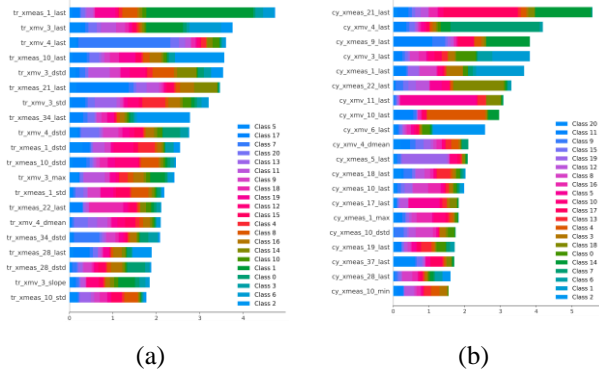 tr_xmeas_1_last
tr_xmv_3_last
tr_xmv_4_last
tr_xmeas_10_last
tr_xmv_3_dstd
tr_xmeas_21_last
tr_xmv_3_std
tr_xmeas_34_last
tr_xmv_4_dstd
tr_xmeas_1_dstd
tr_xmeas_10_dstd
tr_xmv_3_max
tr_xmeas_1_std
tr_xmeas_22_last
tr_xmv_4_dmean
tr_xmeas_34_dstd
tr_xmeas_28_last
tr_xmeas_28_dstd
tr_xmv_3_slope
tr_xmeas_10_std
0 1 2 3 4
Class 5
Class 17
Class 7
Class 20
Class 13
Class 11
Class 9
Class 18
Class 19
Class 12
Class 15
Class 4
Class 8
Class 16
Class 14
Class 10
Class 1
Class 0
Class 3
Class 6
Class 2
(a)
cy_xmeas_21_last
cy_xmv_4_last
cy_xmeas_9_last
cy_xmv_3_last
cy_xmeas_1_last
cy_xmeas_22_last
cy_xmv_11_last
cy_xmv_10_last
cy_xmv_6_last
cy_xmv_4_dmean
cy_xmeas_5_last
cy_xmeas_18_last
cy_xmeas_10_last
cy_xmeas_17_last
cy_xmeas_1_max
cy_xmeas_10_dstd
cy_xmeas_19_last
cy_xmeas_37_last
cy_xmeas_28_last
cy_xmeas_10_min
0 1 2 3 4 5
Class 20
Class 11
Class 9
Class 15
Class 19
Class 12
Class 8
Class 16
Class 5
Class 10
Class 17
Class 13
Class 4
Class 3
Class 18
Class 0
Class 14
Class 7
Class 6
Class 1
Class 2
(b)